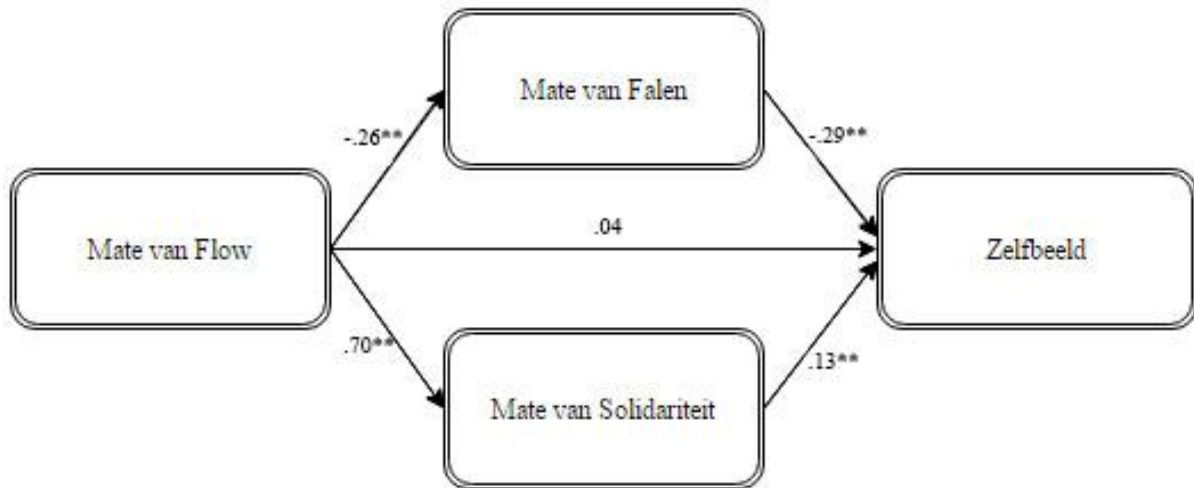 Mate van Falen
-.26**
-.29**
Mate van Flow
.04
Zelfbeeld
.70**
.13**
Mate van Solidariteit